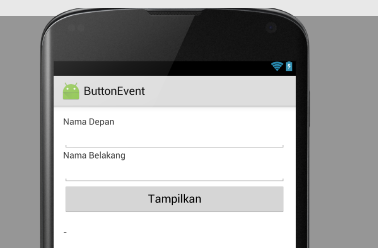 ButtonEvent
Nama Depan
Nama Belakang
Tampilkan
-